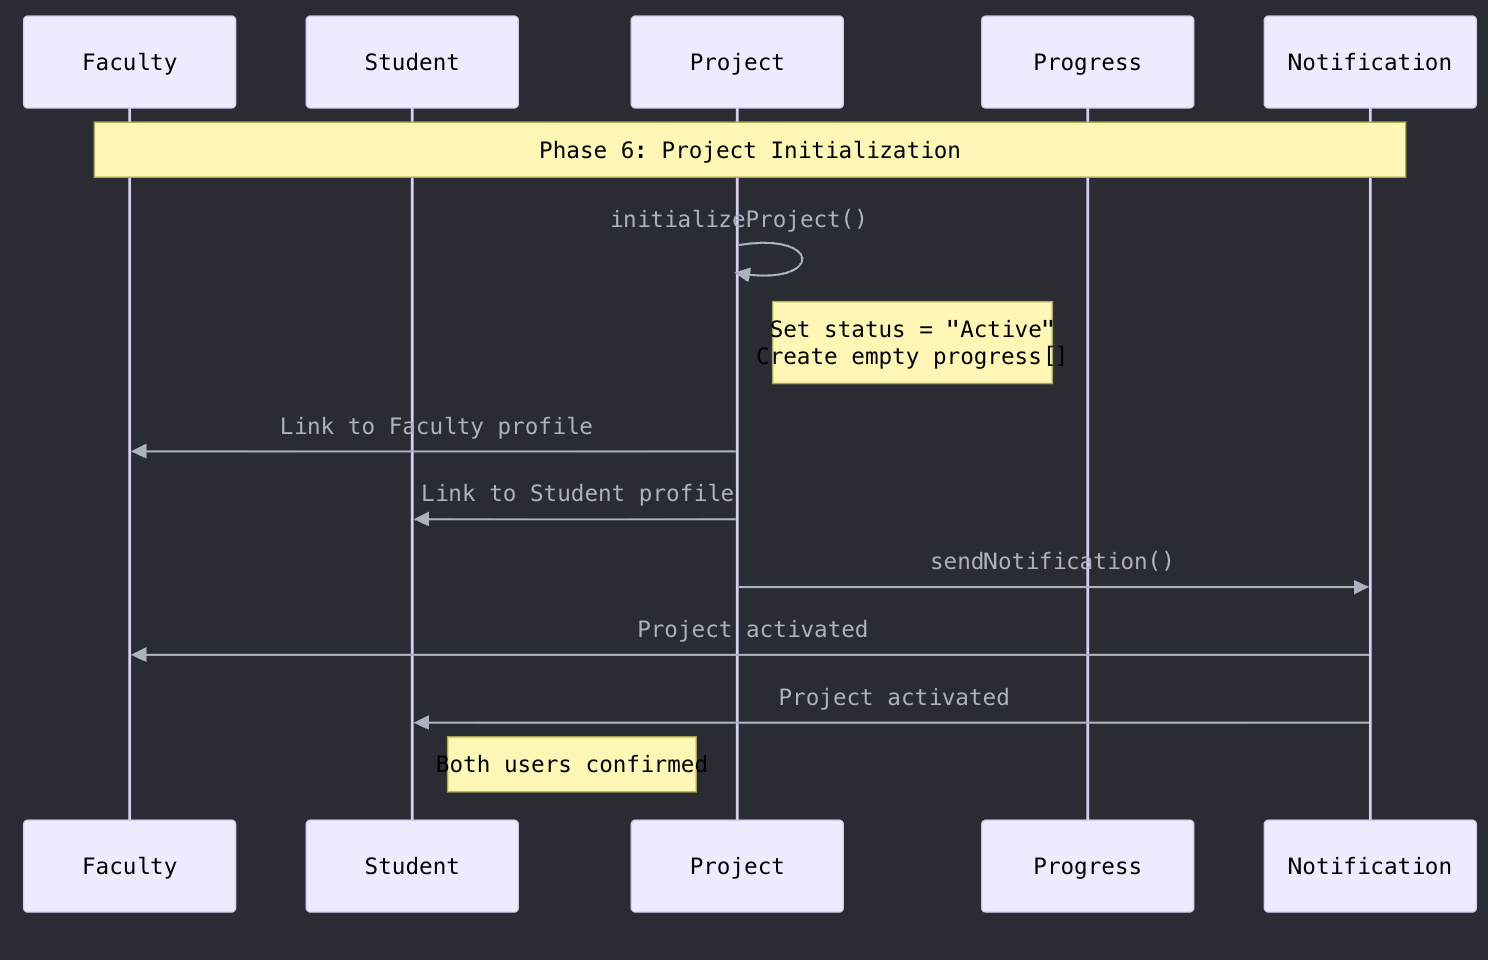 Faculty
Student
Project
Progress
Notification
Phase 6: Project Initialization
initializeProject()
Set status = "Active"
Create empty progress[]
Link to Faculty profile
Link to Student profile
sendNotification()
Project activated
Project activated
Both users confirmed
Faculty
Student
Project
Progress
Notification